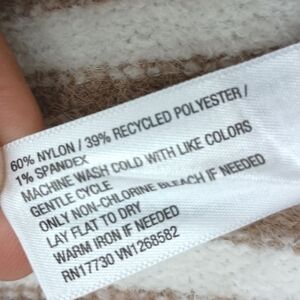 60% NYLON / 39% RECYCLED POLYESTER /
1% SPANDEX
MACHINE WASH COLD WITH LIKE COLORS
GENTLE CYCLE
ONLY NON-CHLORINE BLEACH IF NEEDED
LAY FLAT TO DRY
WARM IRON IF NEEDED
RN17730 VN1268582